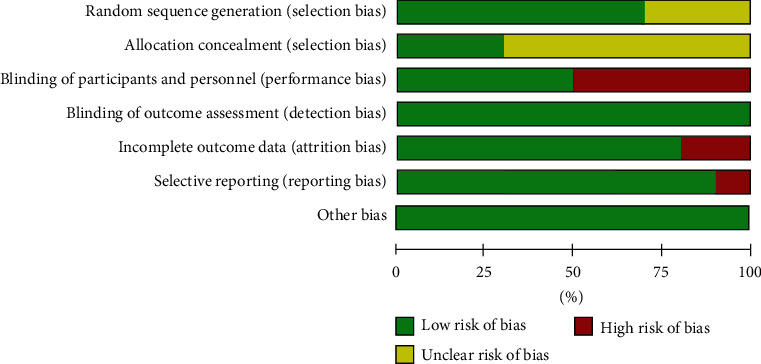 Random sequence generation (selection bias)
Allocation concealment (selection bias)
Blinding of participants and personnel (performance bias)
Blinding of outcome assessment (detection bias)
Incomplete outcome data (attrition bias)
Selective reporting (reporting bias)
Other bias
0 25 50 75 100
(%)
Low risk of bias High risk of bias
Unclear risk of bias